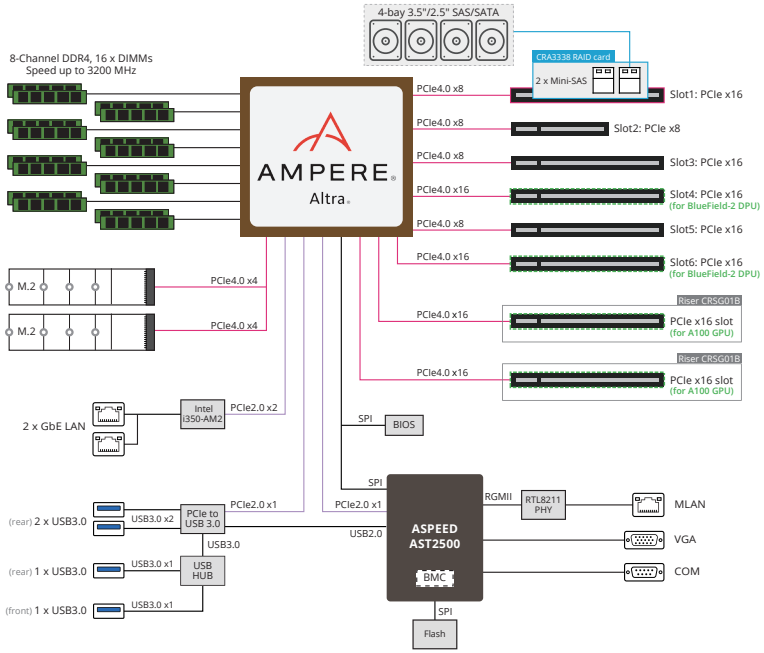 4-bay 3.5"/2.5" SAS/SATA
8-Channel DDR4, 16 x DIMMs
Speed up to 3200 MHz
CRA3338 RAID card
2 x Mini-SAS
PCIe4.0 x8
Slot1: PCIe x16
PCIe4.0 x8
Slot2: PCIe x8
PCIe4.0 x8
Slot3: PCIe x16
AMPERE®
Altra®
PCIe4.0 x16
Slot4: PCIe x16
(for BlueField-2 DPU)
PCIe4.0 x8
Slot5: PCIe x16
PCIe4.0 x16
Slot6: PCIe x16
(for BlueField-2 DPU)
M.2
PCIe4.0 x4
Riser CRSG01B
PCIe4.0 x16
PCIe x16 slot
(for A100 GPU)
M.2
PCIe4.0 x4
Riser CRSG01B
PCIe4.0 x16
PCIe x16 slot
(for A100 GPU)
2 x GbE LAN
Intel
i350-AM2
PCIe2.0 x2
SPI
BIOS
SPI
(rear) 2 x USB3.0
USB3.0 x2
PCIe to
USB 3.0
PCIe2.0 x1
PCIe2.0 x1
USB2.0
ASPEED
AST2500
BMC
RGMII
RTL8211
PHY
MLAN
VGA
COM
USB3.0
(rear) 1 x USB3.0
USB3.0 x1
USB
HUB
(front) 1 x USB3.0
USB3.0 x1
SPI
Flash